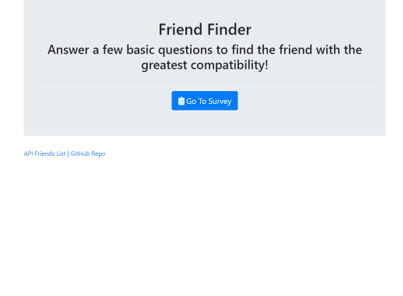 Friend Finder
Answer a few basic questions to find the friend with the
greatest compatibility!
Go To Survey
API Friends List | GitHub Repo